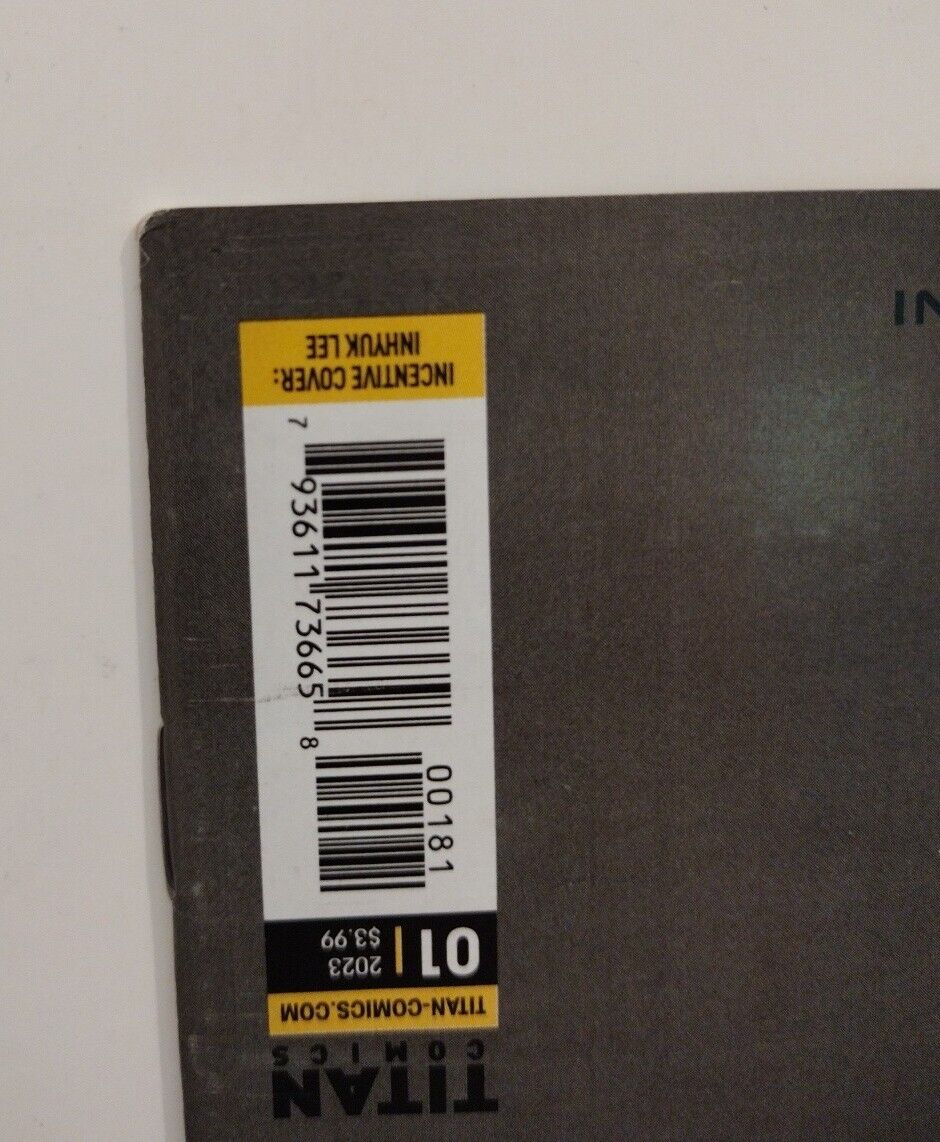 TITAN
COMICS
TITAN-COMICS.COM
01 | 2023
$3.99
7 93611 73665 8
00181
INCENTIVE COVER:
INHYUK LEE